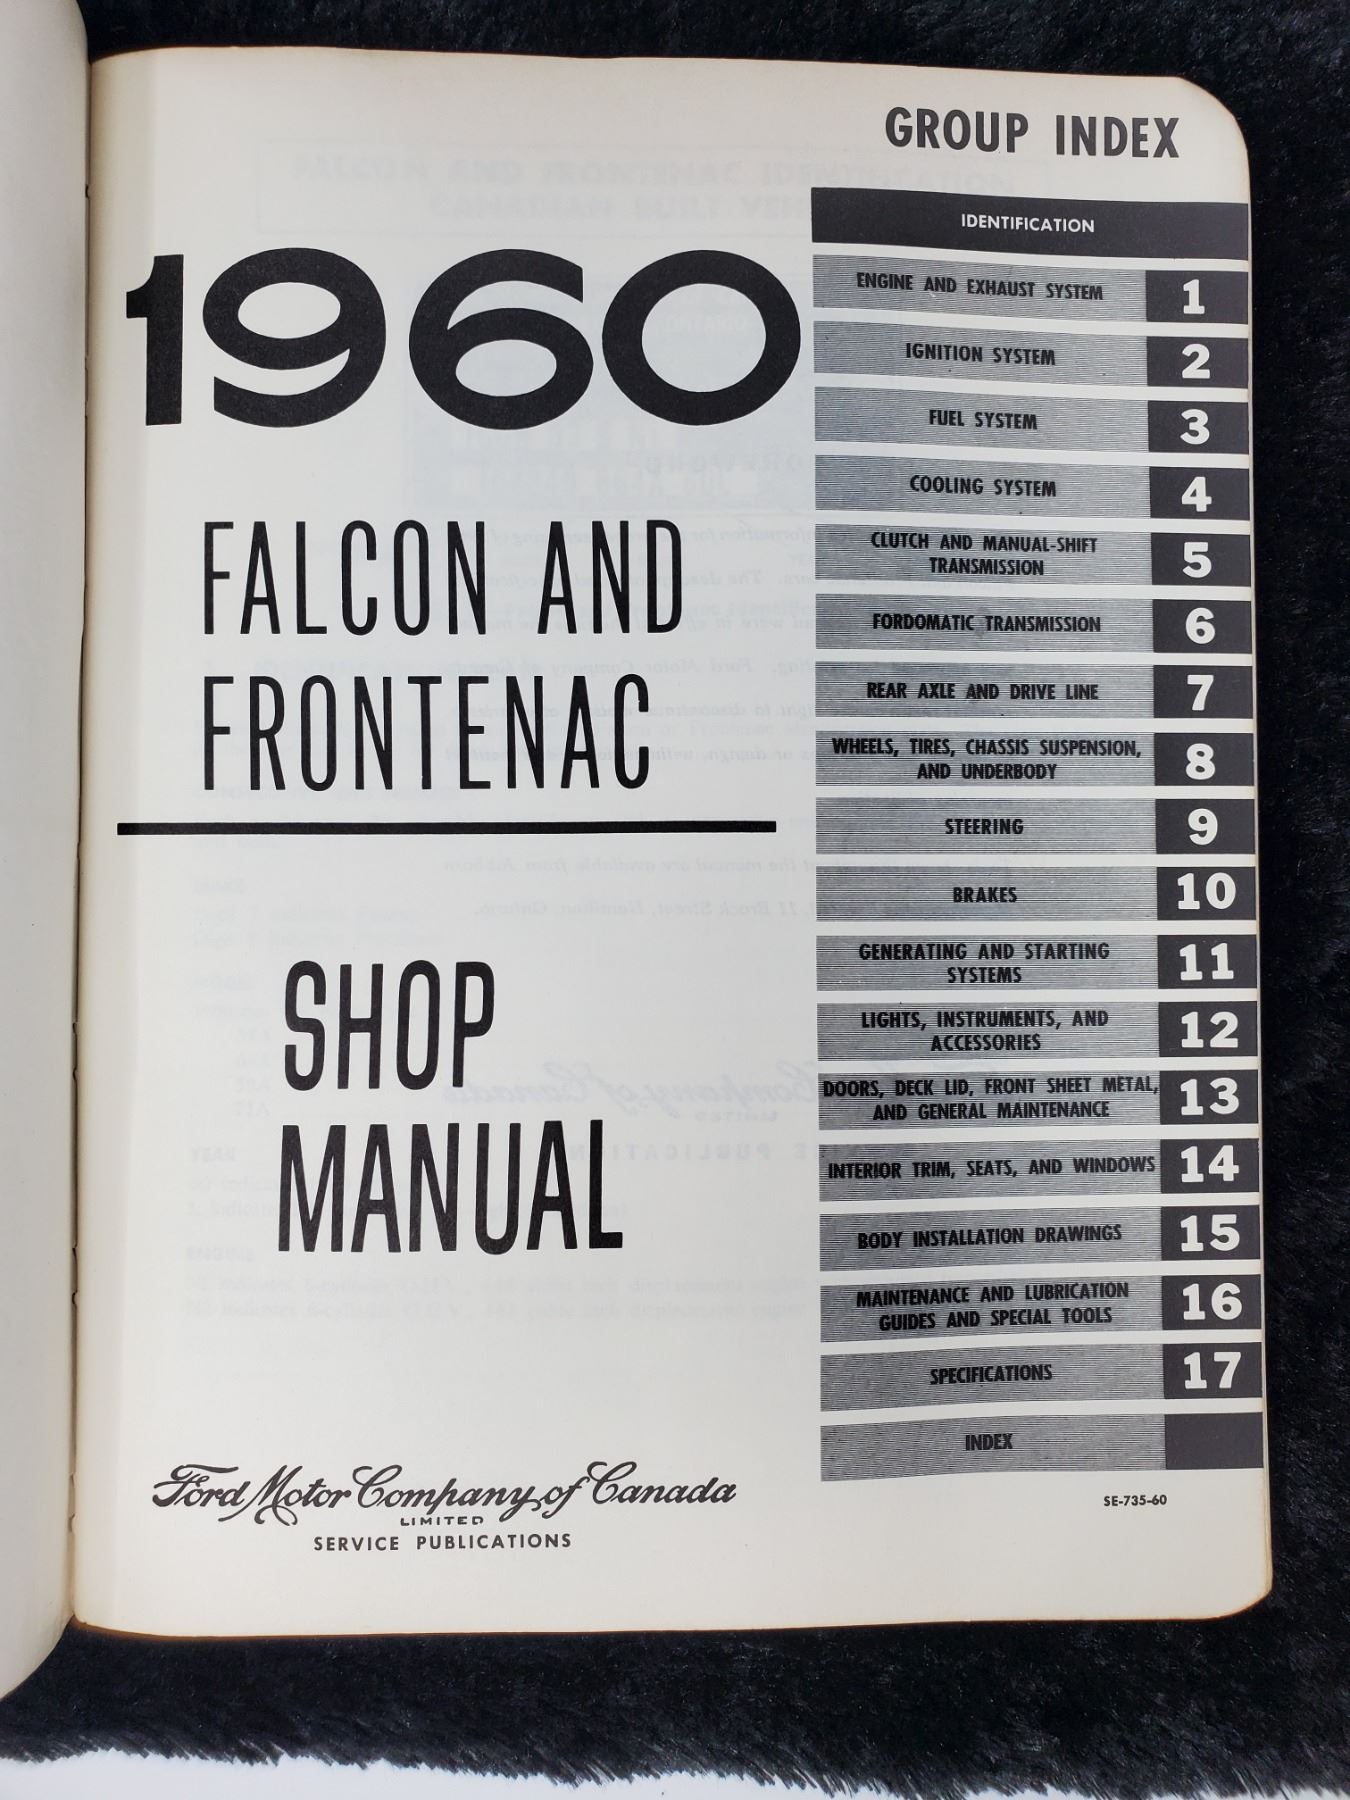 GROUP INDEX
1960
FALCON AND
FRONTENAC
SHOP
MANUAL
Ford Motor Company of Canada
LIMITED
SERVICE PUBLICATIONS
IDENTIFICATION
ENGINE AND EXHAUST SYSTEM 1
IGNITION SYSTEM 2
FUEL SYSTEM 3
COOLING SYSTEM 4
CLUTCH AND MANUAL-SHIFT
TRANSMISSION 5
FORDOMATIC TRANSMISSION 6
REAR AXLE AND DRIVE LINE 7
WHEELS, TIRES, CHASSIS SUSPENSION,
AND UNDERBODY 8
STEERING 9
BRAKES 10
GENERATING AND STARTING
SYSTEMS 11
LIGHTS, INSTRUMENTS, AND
ACCESSORIES 12
DOORS, DECK LID, FRONT SHEET METAL,
AND GENERAL MAINTENANCE 13
INTERIOR TRIM, SEATS, AND WINDOWS 14
BODY INSTALLATION DRAWINGS 15
MAINTENANCE AND LUBRICATION
GUIDES AND SPECIAL TOOLS 16
SPECIFICATIONS 17
INDEX
SE-735-60